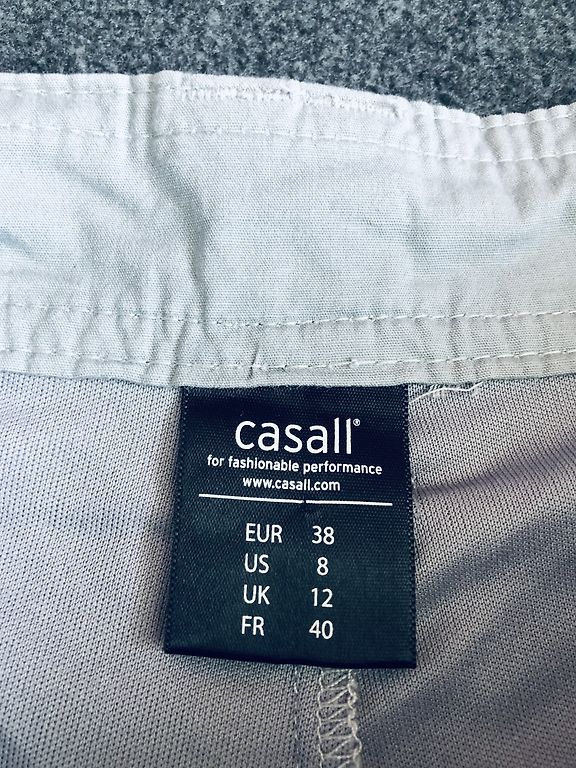 casall®
for fashionable performance
www.casall.com
EUR 38
US 8
UK 12
FR 40